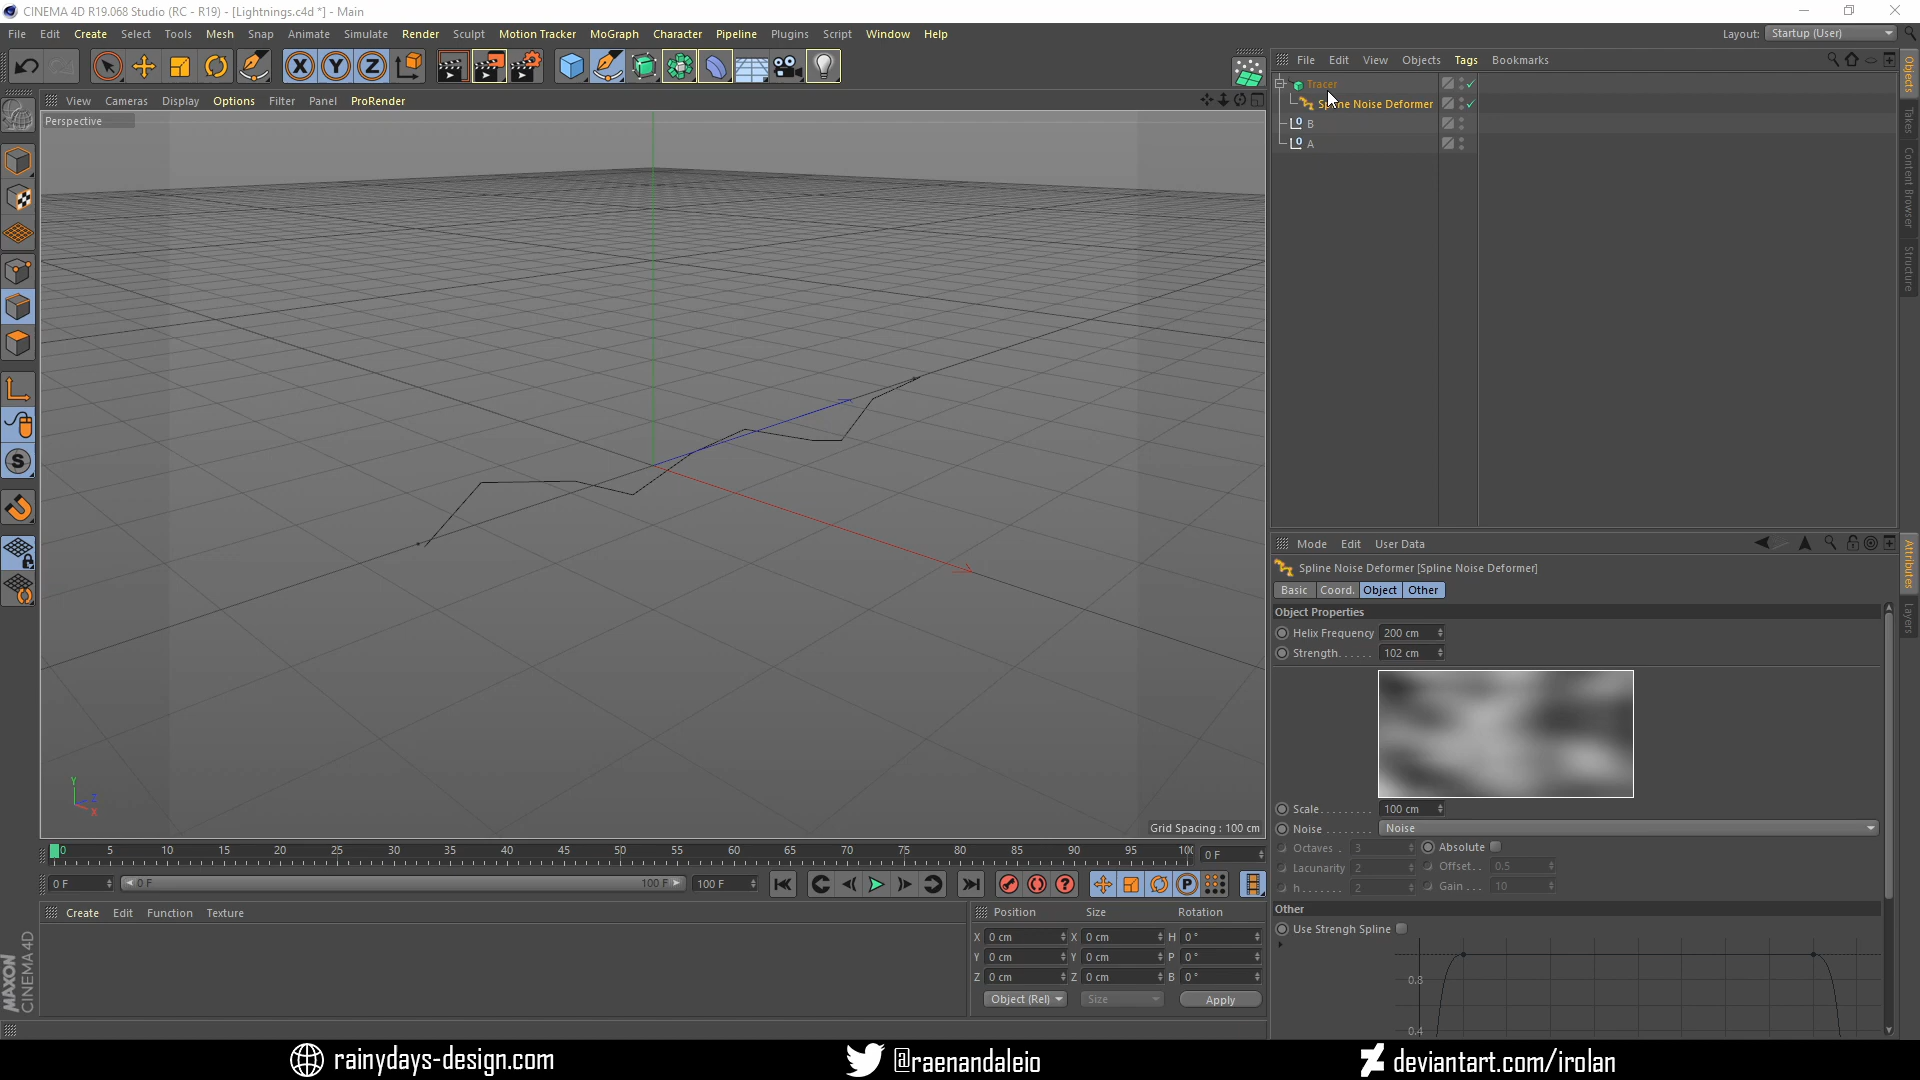 CINEMA 4D R19.068 Studio (RC - R19) - [Lightnings.c4d *] - Main
File Edit Create Select Tools Mesh Snap Animate Simulate Render Sculpt Motion Tracker MoGraph Character Pipeline Plugins Script Window Help
Layout: Startup (User)
View Cameras Display Options Filter Panel ProRender
Perspective
Grid Spacing : 100 cm
Y
Z
X
0 5 10 15 20 25 30 35 40 45 50 55 60 65 70 75 80 85 90 95 100
0 F
0 F
0 F
100 F
100 F
Create Edit Function Texture
MAXON
CINEMA 4D
Position Size Rotation
X 0 cm X 0 cm H 0 °
Y 0 cm Y 0 cm P 0 °
Z 0 cm Z 0 cm B 0 °
Object (Rel) Size Apply
File Edit View Objects Tags Bookmarks
Tracer
Spline Noise Deformer
B
A
Objects
Takes
Content Browser
Structure
Mode Edit User Data
Spline Noise Deformer [Spline Noise Deformer]
Basic Coord. Object Other
Object Properties
Helix Frequency 200 cm
Strength...... 102 cm
Scale......... 100 cm
Noise ........ Noise
Octaves . 3 Absolute
Lacunarity 2 Offset.. 0.5
h....... 2 Gain ... 10
Other
Use Strengh Spline
0.8
0.4
Attributes
Layers
rainydays-design.com
@raenandaleio
deviantart.com/irolan